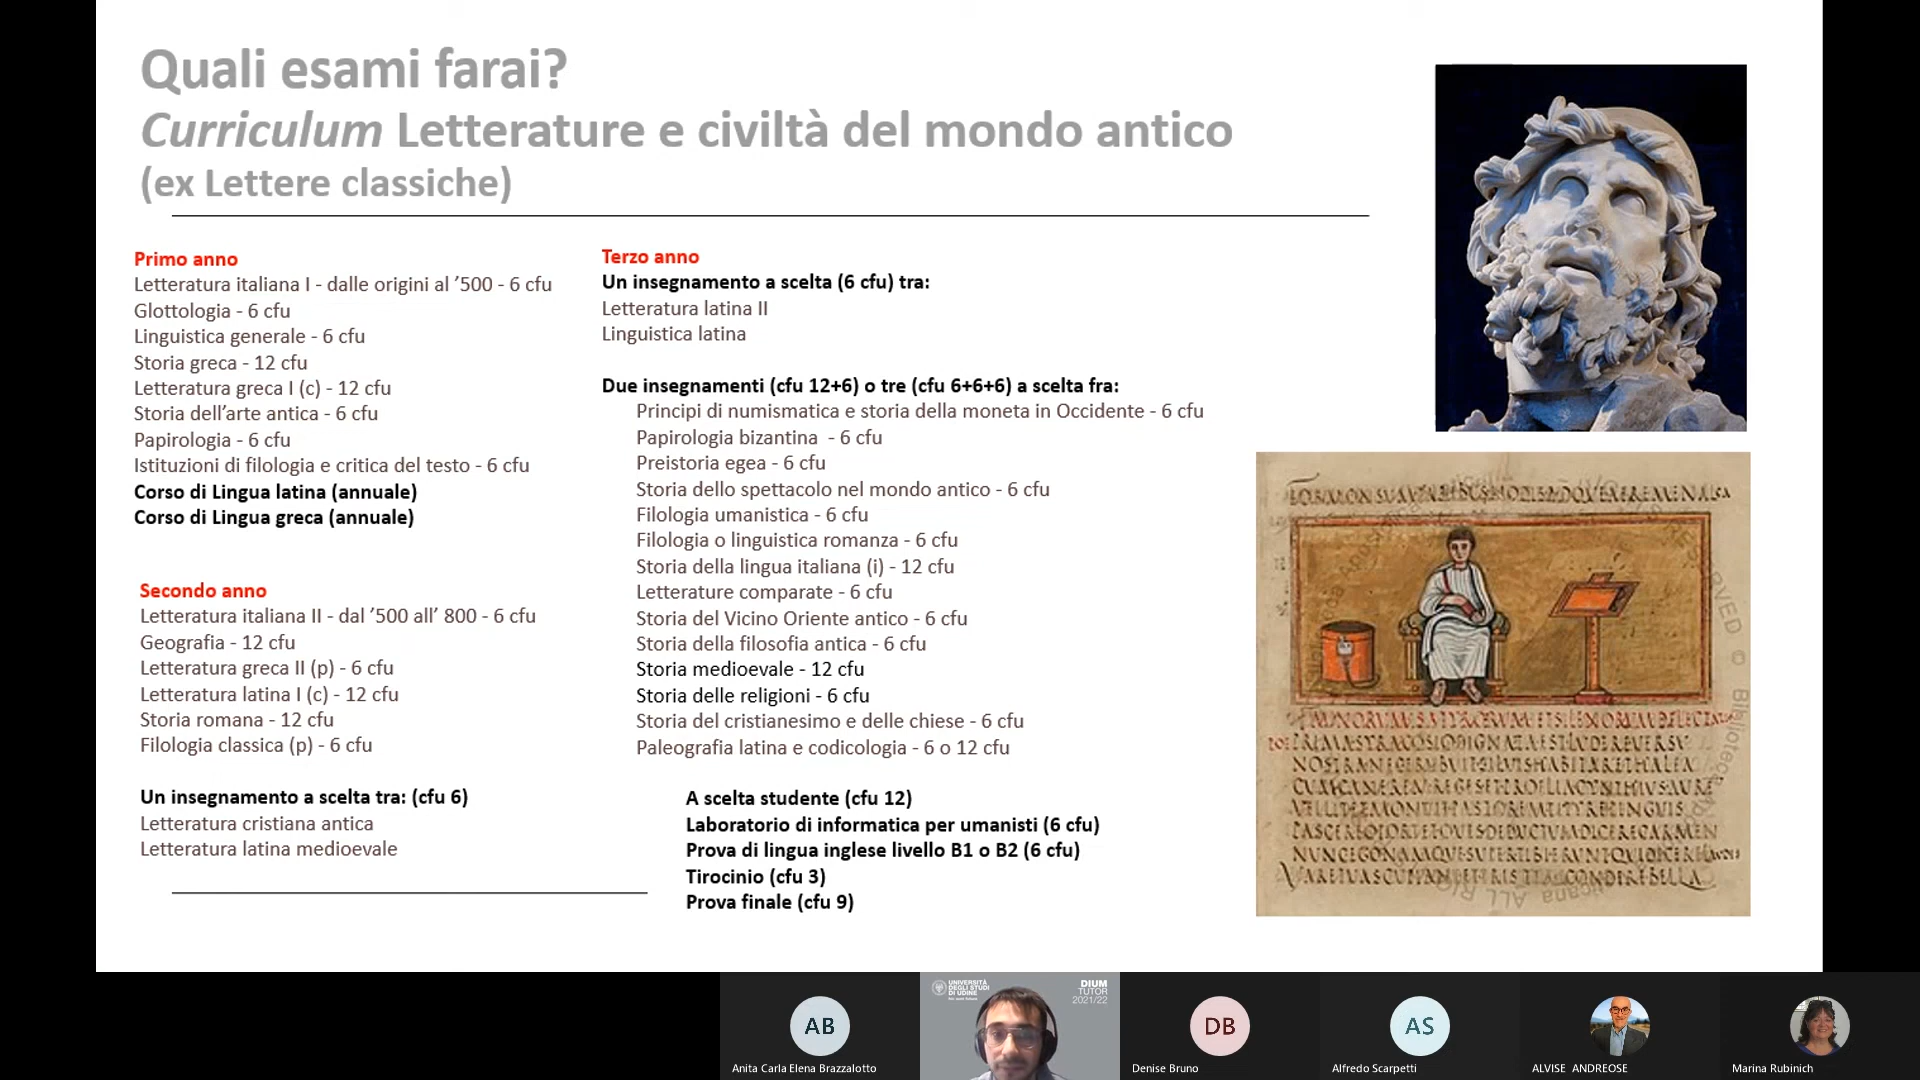 Quali esami farai?
Curriculum Letterature e civiltà del mondo antico
(ex Lettere classiche)
Primo anno
Letteratura italiana I - dalle origini al ’500 - 6 cfu
Glottologia - 6 cfu
Linguistica generale - 6 cfu
Storia greca - 12 cfu
Letteratura greca I (c) - 12 cfu
Storia dell’arte antica - 6 cfu
Papirologia - 6 cfu
Istituzioni di filologia e critica del testo - 6 cfu
Corso di Lingua latina (annuale)
Corso di Lingua greca (annuale)
Secondo anno
Letteratura italiana II - dal ’500 all’ 800 - 6 cfu
Geografia - 12 cfu
Letteratura greca II (p) - 6 cfu
Letteratura latina I (c) - 12 cfu
Storia romana - 12 cfu
Filologia classica (p) - 6 cfu
Un insegnamento a scelta tra: (cfu 6)
Letteratura cristiana antica
Letteratura latina medioevale
Terzo anno
Un insegnamento a scelta (6 cfu) tra:
Letteratura latina II
Linguistica latina
Due insegnamenti (cfu 12+6) o tre (cfu 6+6+6) a scelta fra:
Principi di numismatica e storia della moneta in Occidente - 6 cfu
Papirologia bizantina  - 6 cfu
Preistoria egea - 6 cfu
Storia dello spettacolo nel mondo antico - 6 cfu
Filologia umanistica - 6 cfu
Filologia o linguistica romanza - 6 cfu
Storia della lingua italiana (i) - 12 cfu
Letterature comparate - 6 cfu
Storia del Vicino Oriente antico - 6 cfu
Storia della filosofia antica - 6 cfu
Storia medioevale - 12 cfu
Storia delle religioni - 6 cfu
Storia del cristianesimo e delle chiese - 6 cfu
Paleografia latina e codicologia - 6 o 12 cfu
A scelta studente (cfu 12)
Laboratorio di informatica per umanisti (6 cfu)
Prova di lingua inglese livello B1 o B2 (6 cfu)
Tirocinio (cfu 3)
Prova finale (cfu 9)
AB
Anita Carla Elena Brazzalotto
UNIVERSITÀ
DEGLI STUDI
DI UDINE
DIUM
TUTOR
2021/22
DB
Denise Bruno
AS
Alfredo Scarpetti
ALVISE ANDREOSE
Marina Rubinich